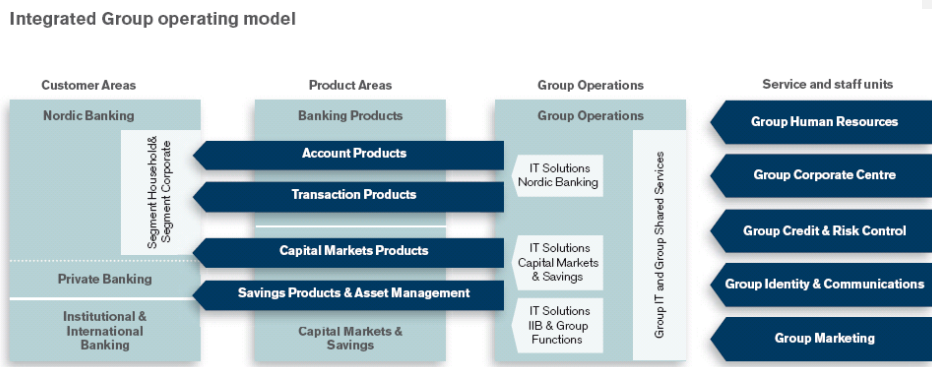 Integrated Group operating model
Customer Areas
Product Areas
Group Operations
Service and staff units
Nordic Banking
Segment Household&
Segment Corporate
Private Banking
Institutional &
International
Banking
Banking Products
Account Products
Transaction Products
Capital Markets Products
Savings Products & Asset Management
Capital Markets &
Savings
Group Operations
IT Solutions
Nordic Banking
IT Solutions
Capital Markets
& Savings
IT Solutions
IIB & Group
Functions
Group IT and Group Shared Services
Group Human Resources
Group Corporate Centre
Group Credit & Risk Control
Group Identity & Communications
Group Marketing